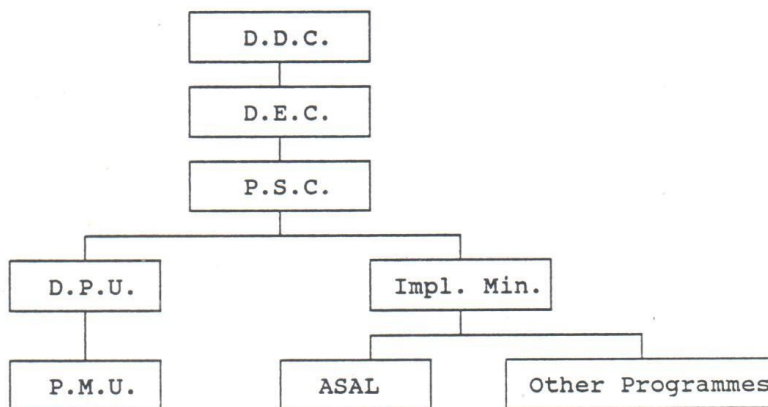 D.D.C.
D.E.C.
P.S.C.
D.P.U. Impl. Min.
P.M.U. ASAL Other Programmes